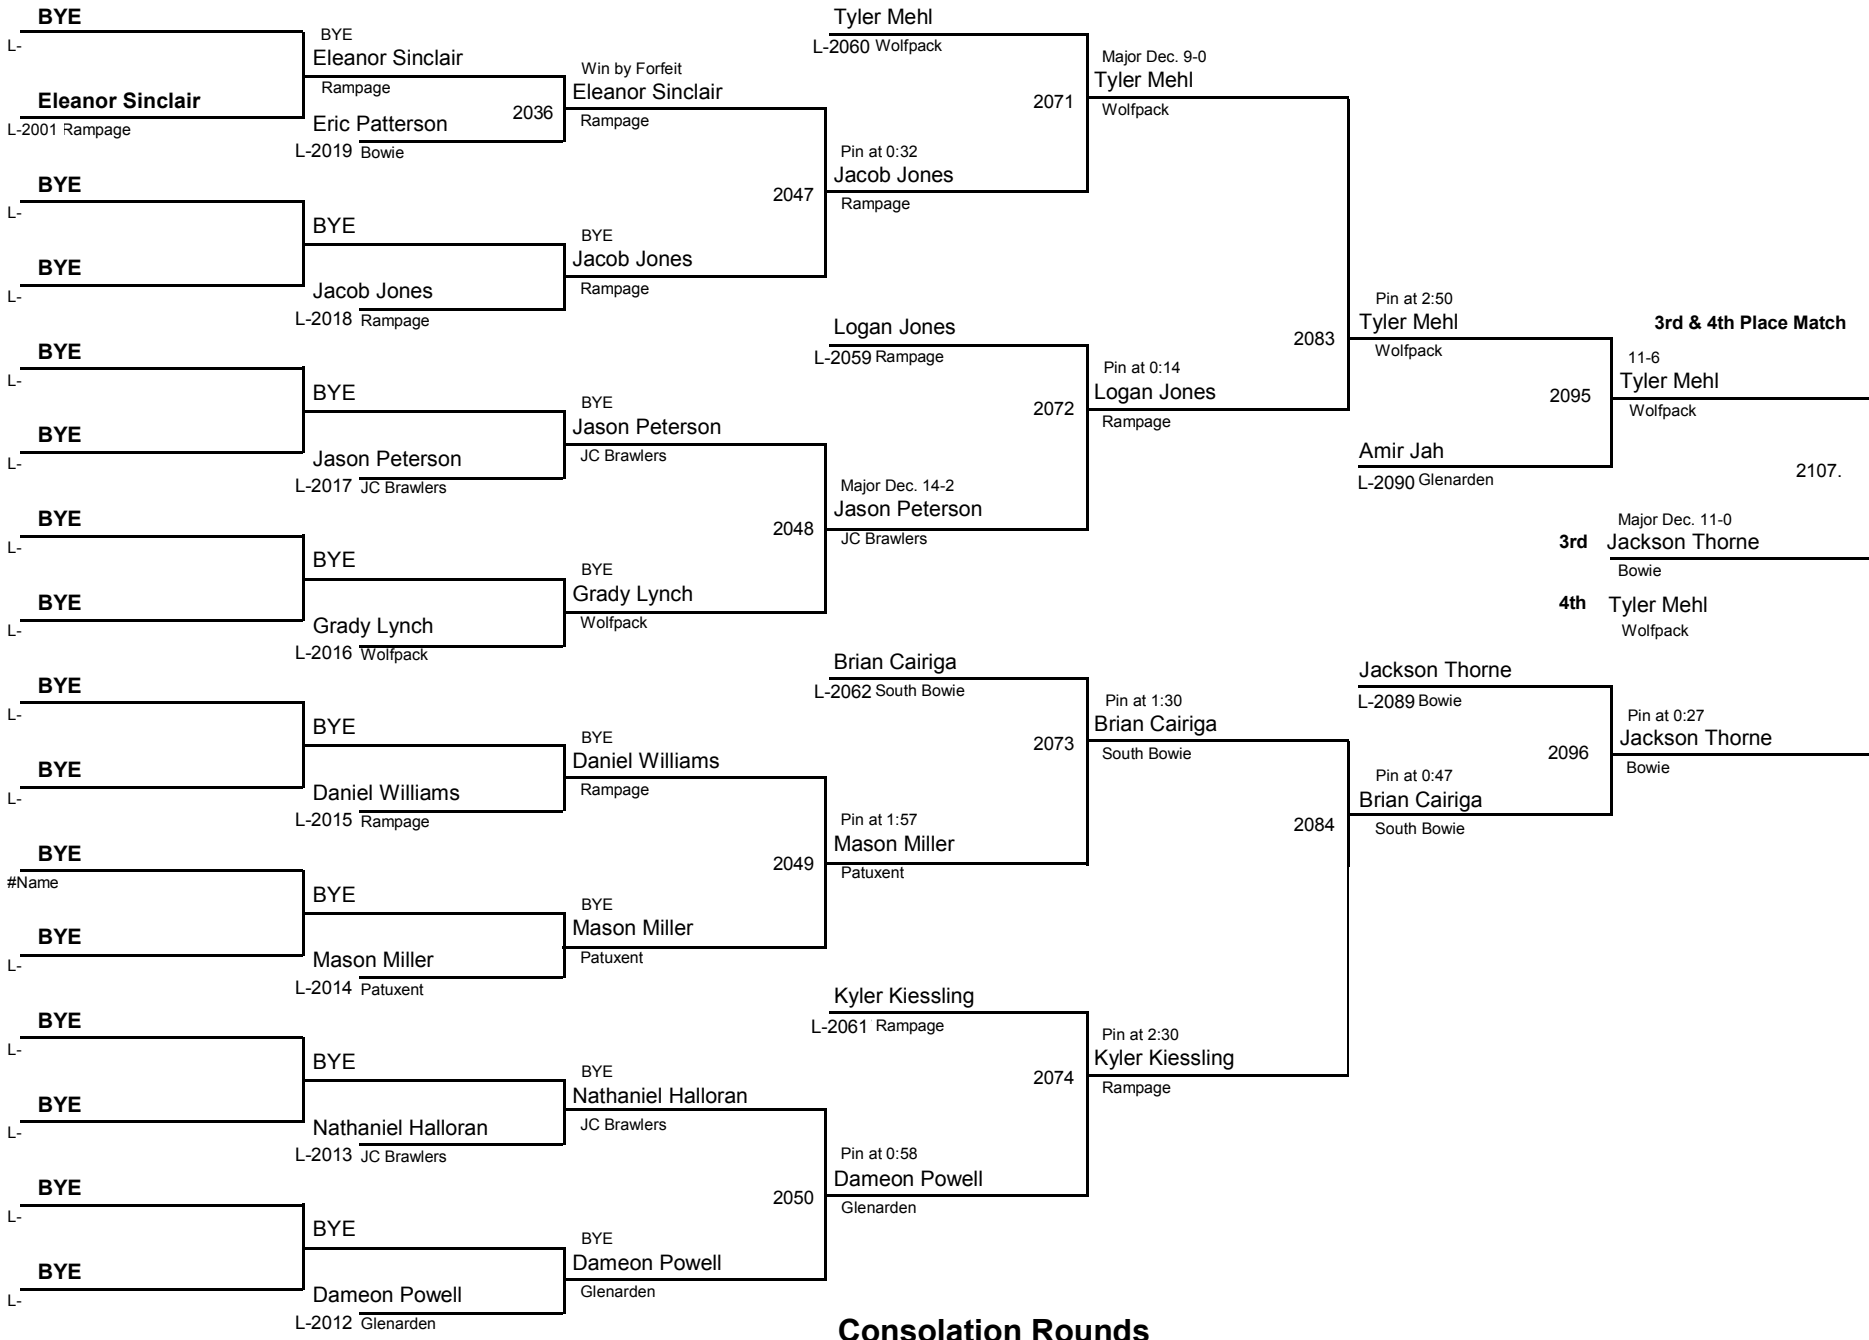 BYE
L-
Eleanor Sinclair
L-2001 Rampage
BYE
L-
BYE
L-
BYE
L-
BYE
L-
BYE
L-
BYE
L-
BYE
L-
BYE
L-
BYE
#Name
BYE
L-
BYE
L-
BYE
L-
BYE
L-
BYE
L-
BYE
Eleanor Sinclair
Rampage
2036
Eric Patterson
L-2019 Bowie
BYE
Jacob Jones
L-2018 Rampage
BYE
Jason Peterson
L-2017 JC Brawlers
BYE
Grady Lynch
L-2016 Wolfpack
BYE
Daniel Williams
L-2015 Rampage
BYE
Mason Miller
L-2014 Patuxent
BYE
Nathaniel Halloran
L-2013 JC Brawlers
BYE
Dameon Powell
L-2012 Glenarden
Win by Forfeit
Eleanor Sinclair
Rampage
2047
BYE
Jacob Jones
Rampage
BYE
Jason Peterson
JC Brawlers
2048
BYE
Grady Lynch
Wolfpack
BYE
Daniel Williams
Rampage
2049
BYE
Mason Miller
Patuxent
BYE
Nathaniel Halloran
JC Brawlers
2050
BYE
Dameon Powell
Glenarden
Tyler Mehl
L-2060 Wolfpack
2071
Pin at 0:32
Jacob Jones
Rampage
Logan Jones
L-2059 Rampage
2072
Major Dec. 14-2
Jason Peterson
JC Brawlers
Brian Cairiga
L-2062 South Bowie
2073
Pin at 1:57
Mason Miller
Patuxent
Kyler Kiessling
L-2061 Rampage
2074
Pin at 0:58
Dameon Powell
Glenarden
Major Dec. 9-0
Tyler Mehl
Wolfpack
2083
Pin at 0:14
Logan Jones
Rampage
Pin at 1:30
Brian Cairiga
South Bowie
2084
Pin at 2:30
Kyler Kiessling
Rampage
Pin at 2:50
Tyler Mehl
Wolfpack
2095
Amir Jah
L-2090 Glenarden
Jackson Thorne
L-2089 Bowie
2096
Pin at 0:47
Brian Cairiga
South Bowie
3rd & 4th Place Match
11-6
Tyler Mehl
Wolfpack
2107.
Major Dec. 11-0
3rd Jackson Thorne
Bowie
4th Tyler Mehl
Wolfpack
Pin at 0:27
Jackson Thorne
Bowie
Consolation Rounds